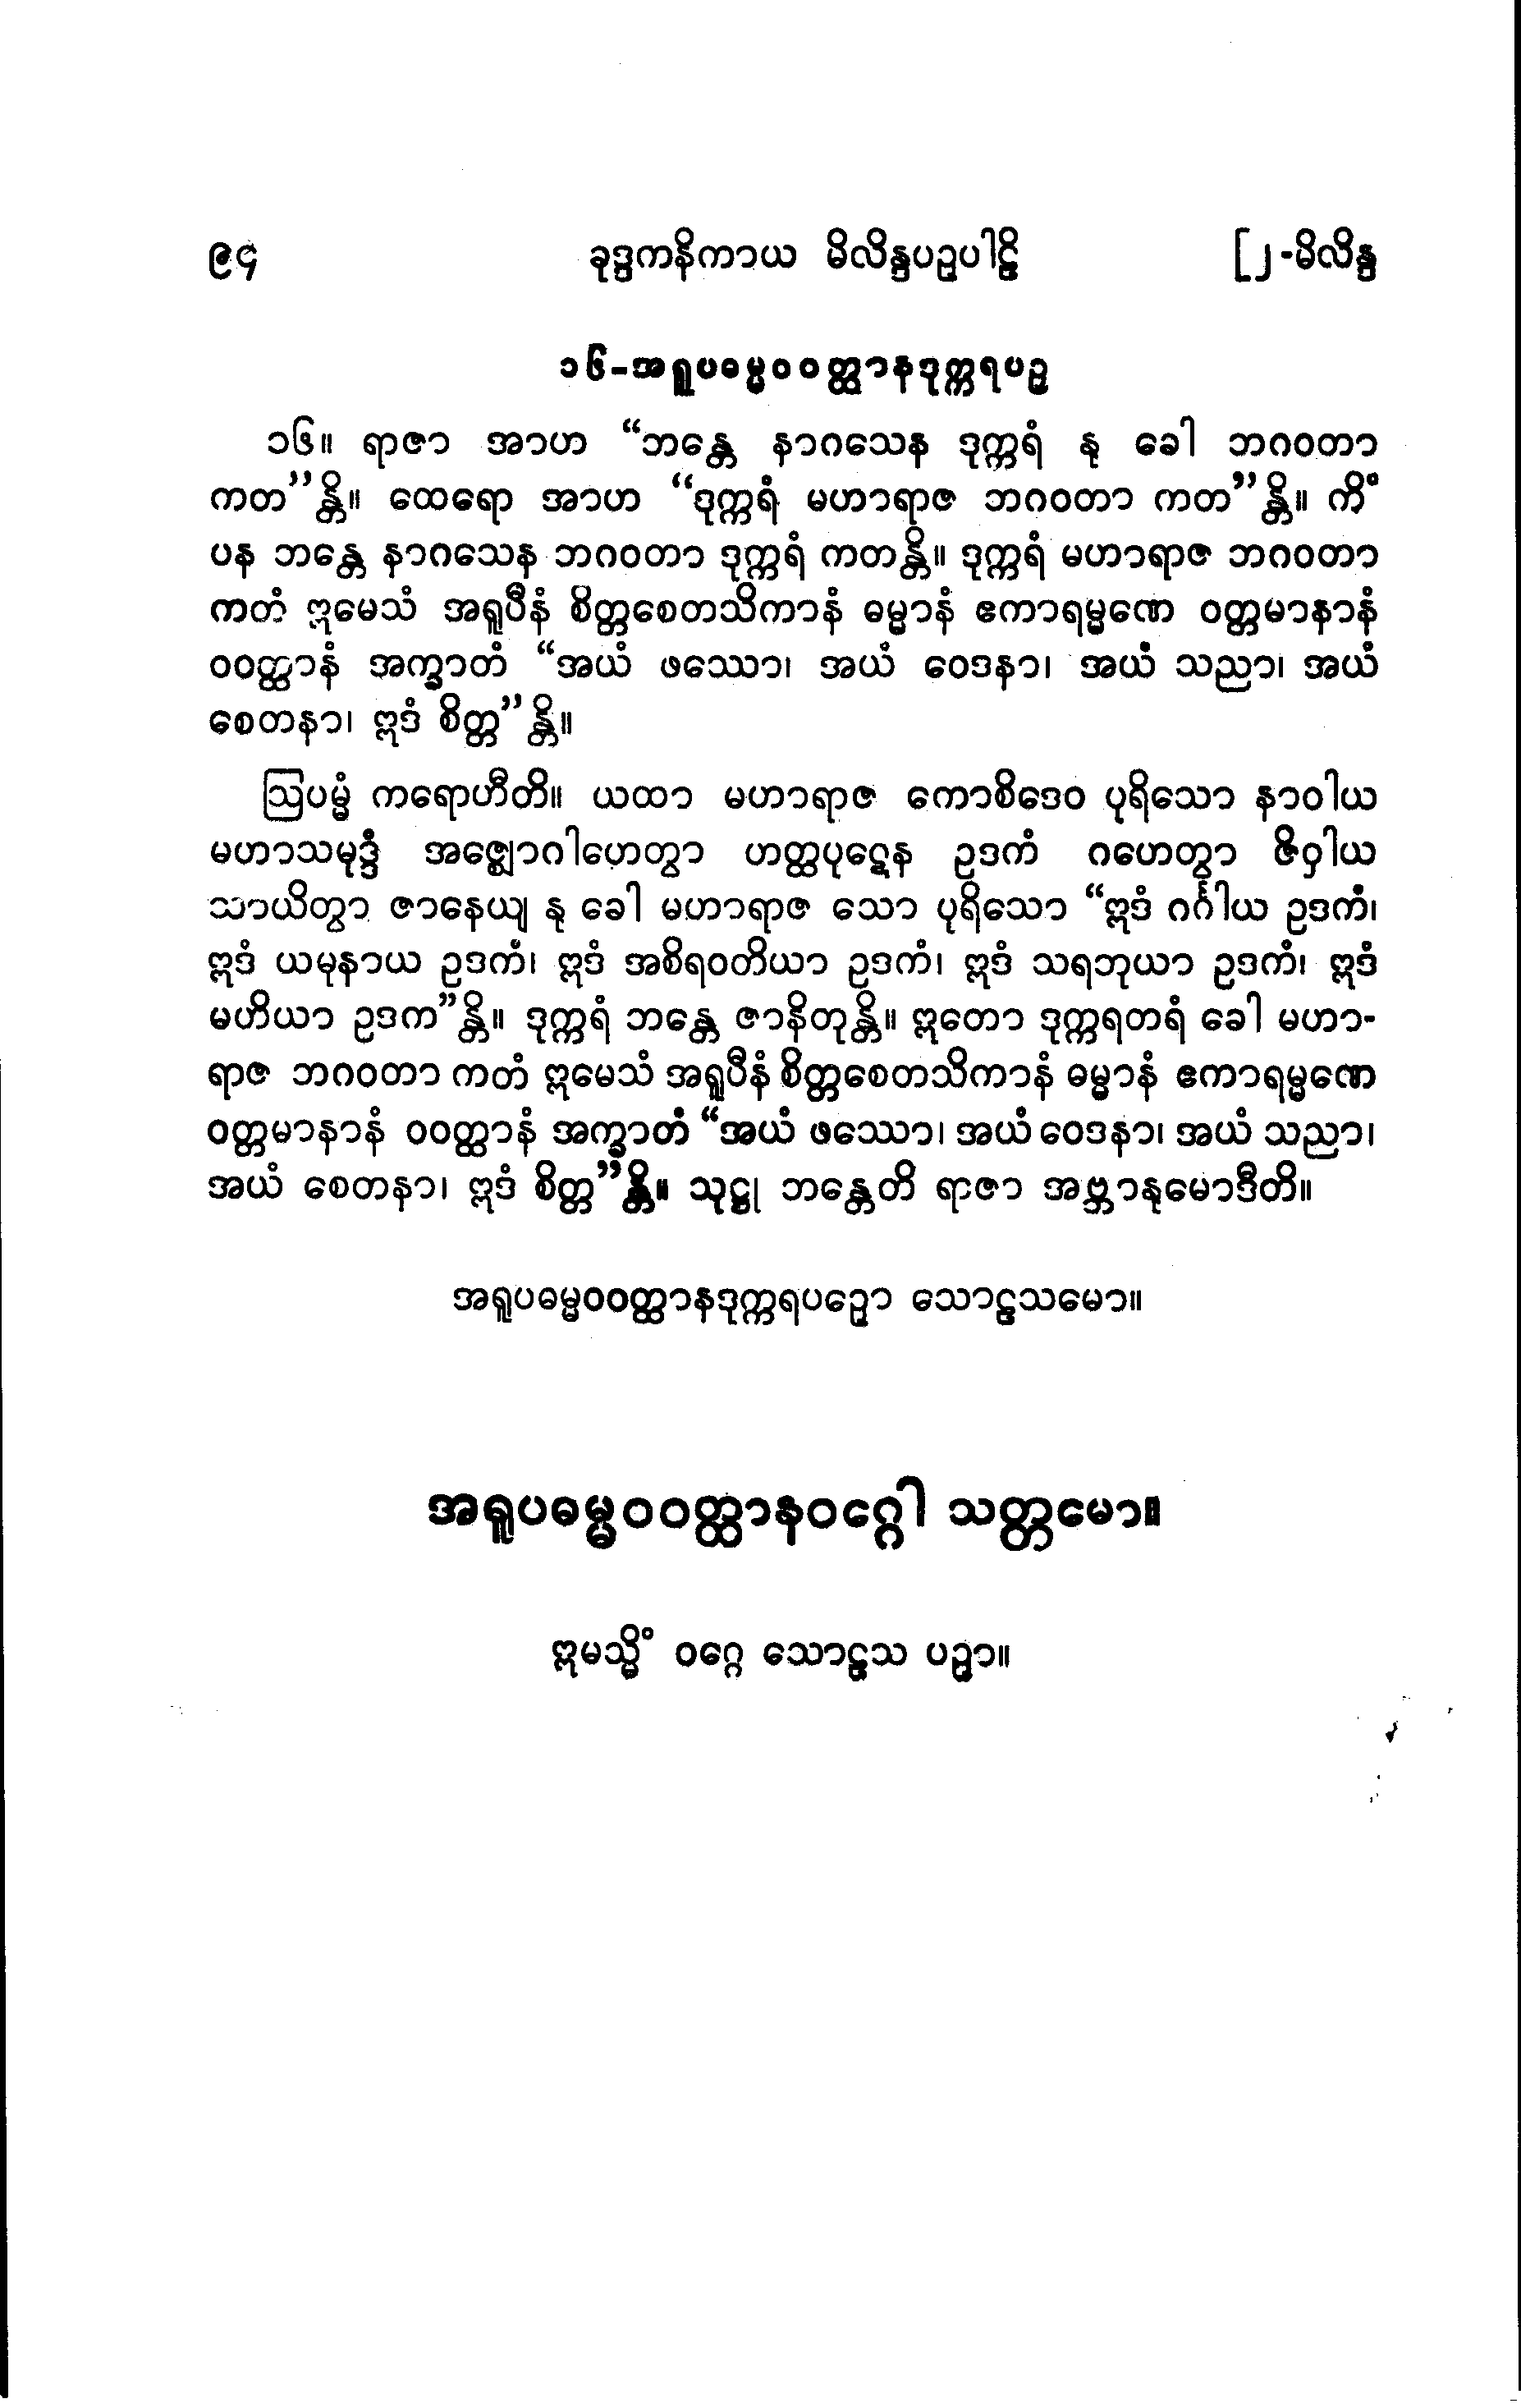 ၉၄ ခုဒ္ဒကနိကာယ မိလိန္ဒပဉှပါဠိ [၂-မိလိန္ဒ
၁၆-အရူပဓမ္မဝဝတ္ထာနဒုက္ကရပဉှ
၁၆။ ရာဇာ အာဟ “ဘန္တေ နာဂသေန ဒုက္ကရံ နု ခေါ ဘဂဝတာ
ကတ”န္တိ။ ထေရော အာဟ “ဒုက္ကရံ မဟာရာဇ ဘဂဝတာ ကတ”န္တိ။ ကိံ
ပန ဘန္တေ နာဂသေန ဘဂဝတာ ဒုက္ကရံ ကတန္တိ။ ဒုက္ကရံ မဟာရာဇ ဘဂဝတာ
ကတံ ဣမေသံ အရူပီနံ စိတ္တစေတသိကာနံ ဓမ္မာနံ ဧကာရမ္မဏေ ဝတ္တမာနာနံ
ဝဝတ္ထာနံ အက္ခာတံ “အယံ ဖဿော၊ အယံ ဝေဒနာ၊ အယံ သညာ၊ အယံ
စေတနာ၊ ဣဒံ စိတ္တ”န္တိ။
ဩပမ္မံ ကရောဟီတိ။ ယထာ မဟာရာဇ ကောစိဒေဝ ပုရိသော နာဝါယ
မဟာသမုဒ္ဒံ အဇ္ဈောဂါဟေတွာ ဟတ္ထပုဋေန ဥဒကံ ဂဟေတွာ ဇိဝှါယ
သာယိတွာ ဇာနေယျ နု ခေါ မဟာရာဇ သော ပုရိသော “ဣဒံ ဂင်္ဂါယ ဥဒကံ၊
ဣဒံ ယမုနာယ ဥဒကံ၊ ဣဒံ အစိရဝတိယာ ဥဒကံ၊ ဣဒံ သရဘုယာ ဥဒကံ၊ ဣဒံ
မဟိယာ ဥဒက”န္တိ။ ဒုက္ကရံ ဘန္တေ ဇာနိတုန္တိ။ ဣတော ဒုက္ကရတရံ ခေါ မဟာ-
ရာဇ ဘဂဝတာ ကတံ ဣမေသံ အရူပီနံ စိတ္တစေတသိကာနံ ဓမ္မာနံ ဧကာရမ္မဏေ
ဝတ္တမာနာနံ ဝဝတ္ထာနံ အက္ခာတံ “အယံ ဖဿော၊ အယံ ဝေဒနာ၊ အယံ သညာ၊
အယံ စေတနာ၊ ဣဒံ စိတ္တ”န္တိ။ သုဋ္ဌု ဘန္တေတိ ရာဇာ အဗ္ဘာနုမောဒီတိ။
အရူပဓမ္မဝဝတ္ထာနဒုက္ကရပဉှော သောဠသမော။
အရူပဓမ္မဝဝတ္ထာနဝဂ္ဂေါ သတ္တမော။
ဣမသ္မိံ ဝဂ္ဂေ သောဠသ ပဉှာ။